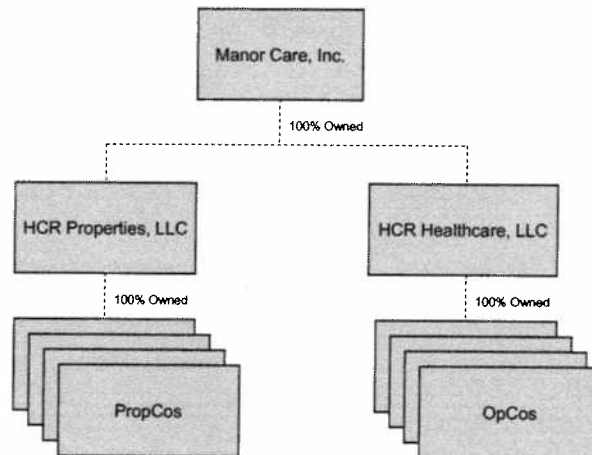 Manor Care, Inc.
100% Owned
HCR Properties, LLC
HCR Healthcare, LLC
100% Owned
100% Owned
PropCos
OpCos